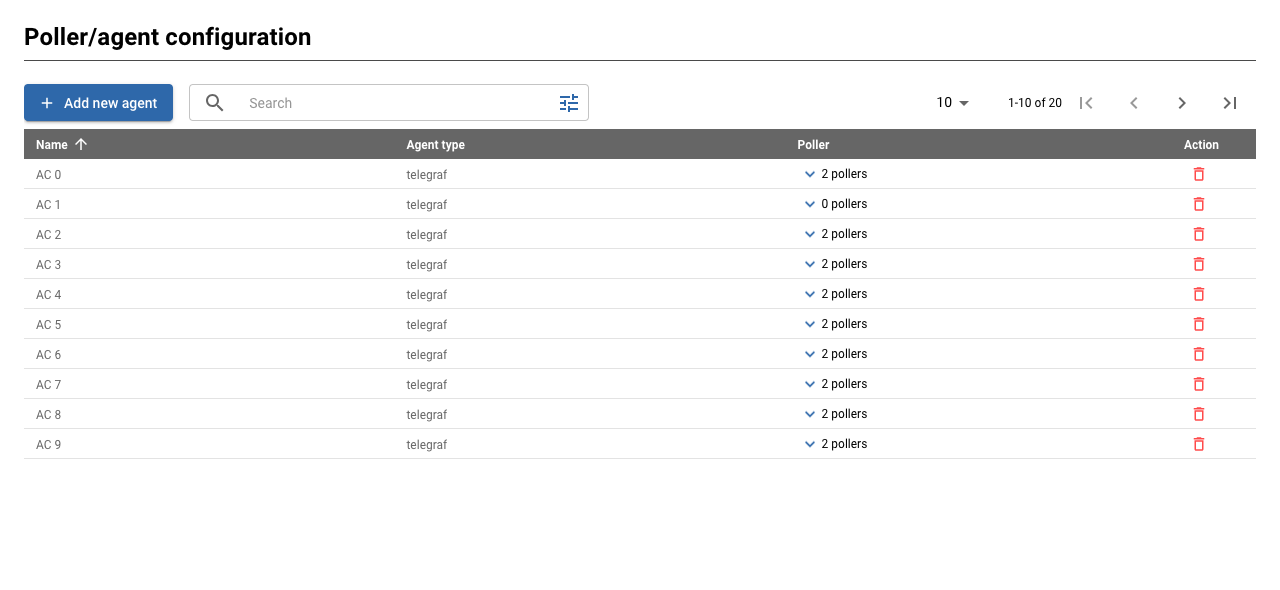 Poller/agent configuration
Add new agent
Search
10
1-10 of 20
Name Agent type Poller Action
AC 0 telegraf 2 pollers
AC 1 telegraf 0 pollers
AC 2 telegraf 2 pollers
AC 3 telegraf 2 pollers
AC 4 telegraf 2 pollers
AC 5 telegraf 2 pollers
AC 6 telegraf 2 pollers
AC 7 telegraf 2 pollers
AC 8 telegraf 2 pollers
AC 9 telegraf 2 pollers